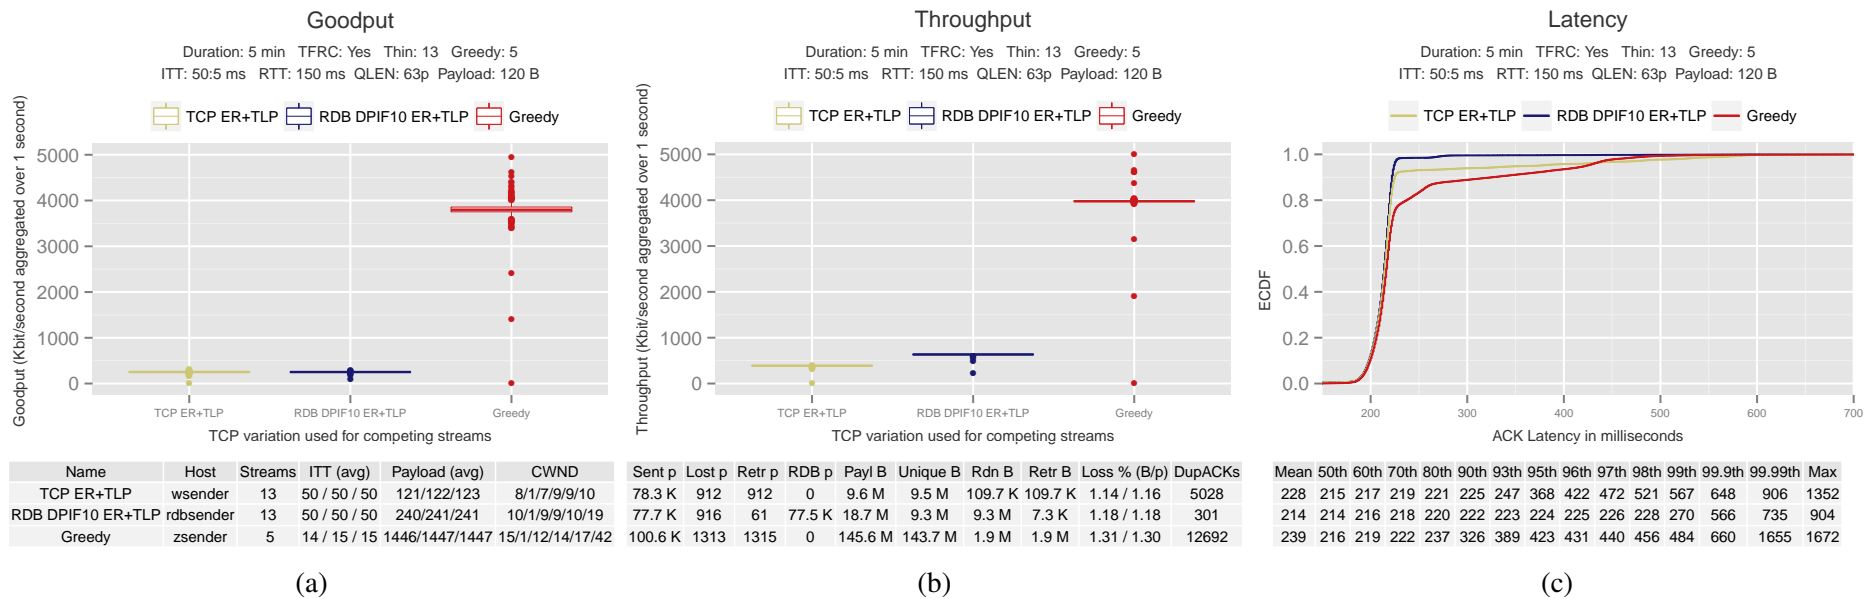 Goodput
Duration: 5 min TFRC: Yes Thin: 13 Greedy: 5
ITT: 50:5 ms RTT: 150 ms QLEN: 63p Payload: 120 B
TCP ER+TLP RDB DPIF10 ER+TLP Greedy
Goodput (Kbit/second aggregated over 1 second)
5000
4000
3000
2000
1000
0
TCP ER+TLP RDB DPIF10 ER+TLP Greedy
TCP variation used for competing streams
Name Host Streams ITT (avg) Payload (avg) CWND
TCP ER+TLP wsender 13 50 / 50 / 50 121/122/123 8/1/7/9/9/10
RDB DPIF10 ER+TLP rdbsender 13 50 / 50 / 50 240/241/241 10/1/9/9/10/19
Greedy zsender 5 14 / 15 / 15 1446/1447/1447 15/1/12/14/17/42
(a)
Throughput
Duration: 5 min TFRC: Yes Thin: 13 Greedy: 5
ITT: 50:5 ms RTT: 150 ms QLEN: 63p Payload: 120 B
TCP ER+TLP RDB DPIF10 ER+TLP Greedy
Throughput (Kbit/second aggregated over 1 second)
5000
4000
3000
2000
1000
0
TCP ER+TLP RDB DPIF10 ER+TLP Greedy
TCP variation used for competing streams
Sent p Lost p Retr p RDB p Payl B Unique B Rdn B Retr B Loss % (B/p) DupACKs
78.3 K 912 912 0 9.6 M 9.5 M 109.7 K 109.7 K 1.14 / 1.16 5028
77.7 K 916 61 77.5 K 18.7 M 9.3 M 9.3 M 7.3 K 1.18 / 1.18 301
100.6 K 1313 1315 0 145.6 M 143.7 M 1.9 M 1.9 M 1.31 / 1.30 12692
(b)
Latency
Duration: 5 min TFRC: Yes Thin: 13 Greedy: 5
ITT: 50:5 ms RTT: 150 ms QLEN: 63p Payload: 120 B
TCP ER+TLP RDB DPIF10 ER+TLP Greedy
ECDF
1.0
0.8
0.6
0.4
0.2
0.0
200 300 400 500 600 700
ACK Latency in milliseconds
Mean 50th 60th 70th 80th 90th 93th 95th 96th 97th 98th 99th 99.9th 99.99th Max
228 215 217 219 221 225 247 368 422 472 521 567 648 906 1352
214 214 216 218 220 222 223 224 225 226 228 270 566 735 904
239 216 219 222 237 326 389 423 431 440 456 484 660 1655 1672
(c)